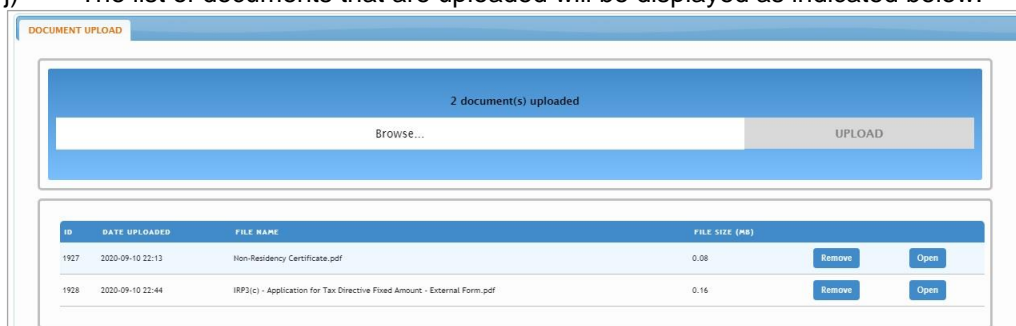 j) The list of documents that are uploaded will be displayed as indicated below:
DOCUMENT UPLOAD
2 document(s) uploaded
Browse... UPLOAD
ID DATE UPLOADED FILE NAME FILE SIZE (MB)
1927 2020-09-10 22:13 Non-Residency Certificate.pdf 0.08 Remove Open
1928 2020-09-10 22:44 IRP3(c) - Application for Tax Directive Fixed Amount - External Form.pdf 0.16 Remove Open